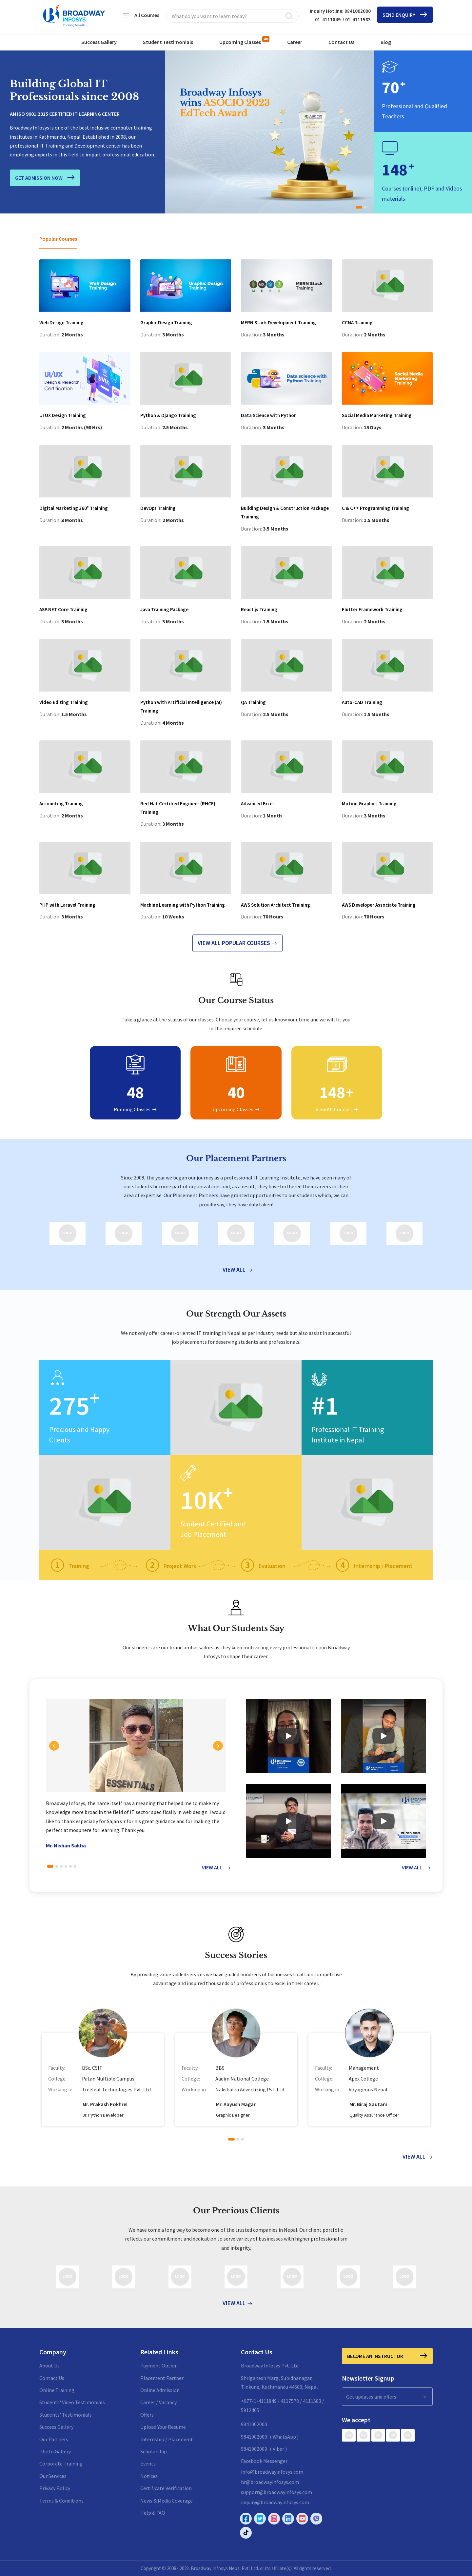 BROADWAY
INFOSYS
All Courses
What do you want to learn today?
Inquiry Hotline: 9841002000
01-4111849 / 01-4111583
SEND ENQUIRY
Success Gallery
Student Testimonials
Upcoming Classes
Career
Contact Us
Blog
Building Global IT
Professionals since 2008
AN ISO 9001:2015 CERTIFIED IT LEARNING CENTER
Broadway Infosys is one of the best inclusive computer training
institutes in Kathmandu, Nepal. Established in 2008, our
professional IT Training and Development center has been
employing experts in this field to impart professional education.
GET ADMISSION NOW
Broadway Infosys
wins ASOCIO 2023
EdTech Award
70+
Professional and Qualified
Teachers
148+
Courses (online), PDF and Videos
materials
Popular Courses
Web Design
Training
Graphic Design
Training
MERN Stack
Training
Web Design Training
Duration: 2 Months
Graphic Design Training
Duration: 3 Months
MERN Stack Development Training
Duration: 3 Months
CCNA Training
Duration: 2 Months
UI/UX
Design & Research
Certification
Data science with
Python Training
Social Media
Marketing
Training
UI UX Design Training
Duration: 2 Months (90 Hrs)
Python & Django Training
Duration: 2.5 Months
Data Science with Python
Duration: 3 Months
Social Media Marketing Training
Duration: 15 Days
Digital Marketing 360° Training
Duration: 3 Months
DevOps Training
Duration: 2 Months
Building Design & Construction Package
Training
Duration: 3.5 Months
C & C++ Programming Training
Duration: 1.5 Months
ASP.NET Core Training
Duration: 3 Months
Java Training Package
Duration: 3 Months
React js Training
Duration: 1.5 Months
Flutter Framework Training
Duration: 2 Months
Video Editing Training
Duration: 1.5 Months
Python with Artificial Intelligence (AI)
Training
Duration: 4 Months
QA Training
Duration: 2.5 Months
Auto-CAD Training
Duration: 1.5 Months
Accounting Training
Duration: 2 Months
Red Hat Certified Engineer (RHCE)
Training
Duration: 3 Months
Advanced Excel
Duration: 1 Month
Motion Graphics Training
Duration: 3 Months
PHP with Laravel Training
Duration: 3 Months
Machine Learning with Python Training
Duration: 10 Weeks
AWS Solution Architect Training
Duration: 70 Hours
AWS Developer Associate Training
Duration: 70 Hours
VIEW ALL POPULAR COURSES
Our Course Status
Take a glance at the status of our classes. Choose your course, let us know your time and we will fit you
in the required schedule.
48
Running Classes
40
Upcoming Classes
148+
View All Courses
Our Placement Partners
Since 2008, the year we began our journey as a professional IT Learning Institute, we have seen many of
our students become part of organizations and, as a result, they have furthered their careers in their
area of expertise. Our Placement Partners have granted opportunities to our students which, we can
proudly say, they have duly taken!
VIEW ALL
Our Strength Our Assets
We not only offer career-oriented IT training in Nepal as per industry needs but also assist in successful
job placements for deserving students and professionals.
275+
Precious and Happy
Clients
#1
Professional IT Training
Institute in Nepal
10K+
Student Certified and
Job Placement
1 Training
2 Project Work
3 Evaluation
4 Internship / Placement
What Our Students Say
Our students are our brand ambassadors as they keep motivating every professional to join Broadway
Infosys to shape their career.
ESSENTIALS
Broadway Infosys, the name itself has a meaning that helped me to make my
knowledge more broad in the field of IT sector specifically in web design. I would
like to thank especially for Sajan sir for his great guidance and for making the
perfect atmosphere for learning. Thank you
Mr. Nishan Sakha
VIEW ALL
VIEW ALL
Success Stories
By providing value-added services we have guided hundreds of businesses to attain competitive
advantage and inspired thousands of professionals to excel in their career.
Faculty: BSc. CSIT
College: Patan Multiple Campus
Working in: Treeleaf Technologies Pvt. Ltd.
Mr. Pratesh Pokhrel
Jr. Python Developer
Faculty: BBS
College: Aadim National College
Working in: Nakshatra Advertizing Pvt. Ltd.
Mr. Aayush Magar
Graphic Designer
Faculty: Management
College: Apex College
Working in: Voyageons Nepal
Mr. Biraj Gautam
Quality Assurance Officer
VIEW ALL
Our Precious Clients
We have come a long way to become one of the trusted companies in Nepal. Our client portfolio
reflects our commitment and dedication to serve variety of businesses with our highest professionalism
and integrity.
VIEW ALL
Company
About Us
Contact Us
Online Training
Students' Video Testimonials
Success Gallery
Our Partners
Photo Gallery
Corporate Training
Our Services
Privacy Policy
Terms & Conditions
Related Links
Payment Option
Placement Partner
Online Admission
Career / Vacancy
Offers
Upload Your Resume
Internship / Placement
Scholarship
Students' Testimonials
Events
Notices
Certificate Verification
News & Media Coverage
Help & FAQ
Contact Us
Broadway Infosys Pvt. Ltd.
Shriganesh Marg, Subidhanagar,
Tinkune, Kathmandu 44600, Nepal
+977-1-4111849 / 4117578 / 4111583 /
5912405
9841002000
9841002000 ( WhatsApp )
9841002000 ( Viber )
Facebook Messenger
info@broadwayinfosys.com
hr@broadwayinfosys.com
support@broadwayinfosys.com
inquiry@broadwayinfosys.com
BECOME AN INSTRUCTOR
Newsletter Signup
Get updates and offers
We accept
Copyright © 2008 - 2023. Broadway Infosys Nepal Pvt. Ltd. or its affiliate(s). All rights reserved.